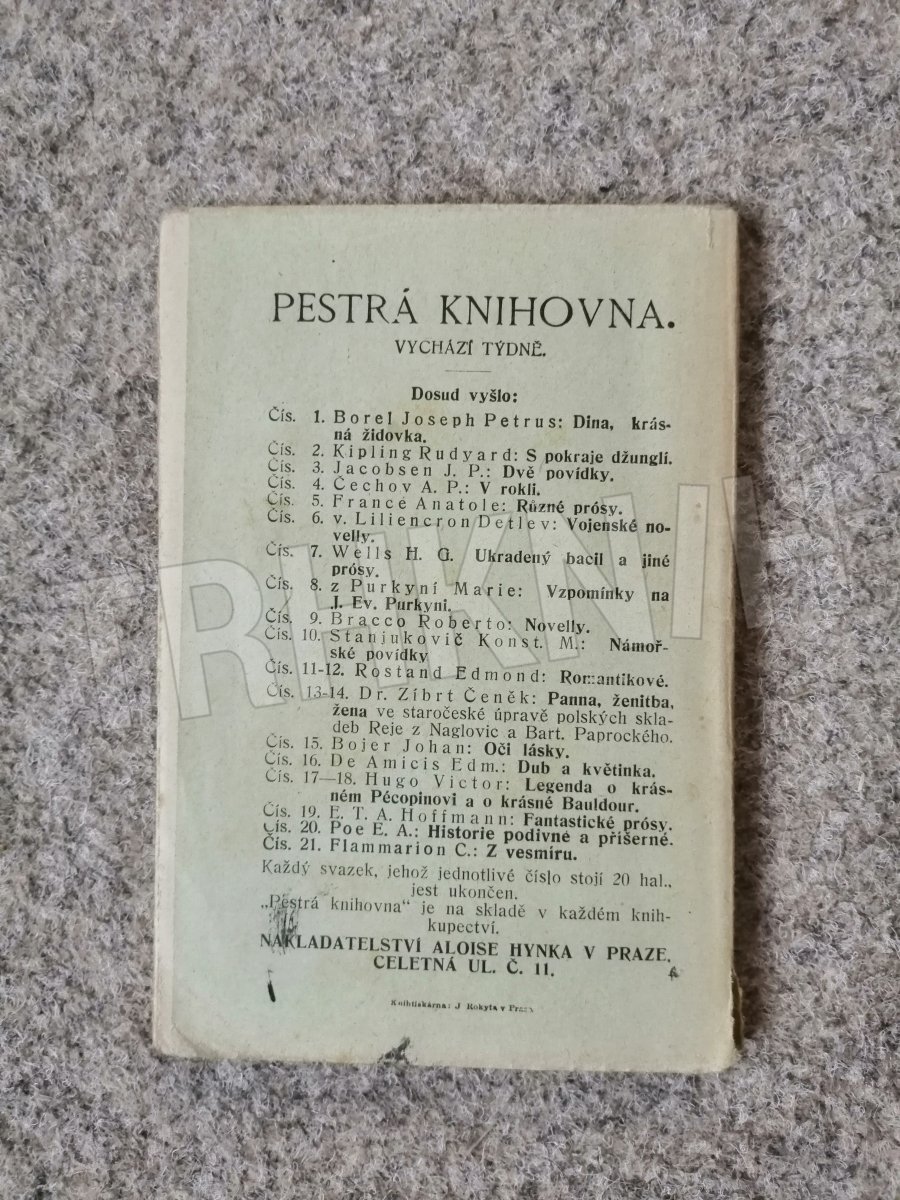 PESTRÁ KNIHOVNA.
VYCHÁZÍ TÝDNĚ.
Dosud vyšlo:
Čís. 1. Borel Joseph Petrus: Dina, krás-
ná židovka.
Čís. 2. Kipling Rudyard: S pokraje džunglí.
Čís. 3. Jacobsen J. P.: Dvě povídky.
Čís. 4. Čechov A. P.: V rokli.
Čís. 5. France Anatole: Různé prósy.
Čís. 6. v. Liliencron Detlev: Vojenské no-
velly.
Čís. 7. Wells H. G. Ukradený bacil a jiné
prósy.
Čís. 8. z Purkyní Marie: Vzpomínky na
J. Ev. Purkyni.
Čís. 9. Bracco Roberto: Novelly.
Čís. 10. Stanjukovič Konst. M.: Námoř-
ské povídky
Čís. 11-12. Rostand Edmond: Romantikové.
Čís. 13-14. Dr. Zíbrt Čeněk: Panna, ženitba,
žena ve staročeské úpravě polských skla-
deb Reje z Naglovic a Bart. Paprockého.
Čís. 15. Bojer Johan: Oči lásky.
Čís. 16. De Amicis Edm.: Dub a květinka.
Čís. 17—18. Hugo Victor: Legenda o krás-
ném Pécopinovi a o krásné Bauldour.
Čís. 19. E. T. A. Hoffmann: Fantastické prósy.
Čís. 20. Poe E. A.: Historie podivné a příšerné.
Čís. 21. Flammarion C.: Z vesmíru.
Každý svazek, jehož jednotlivé číslo stojí 20 hal.,
jest ukončen.
„Pestrá knihovna“ je na skladě v každém knih-
kupectví.
NAKLADATELSTVÍ ALOISE HYNKA V PRAZE,
CELETNÁ UL. Č. 11.
Knihtiskárna: J Rokyta v Praze